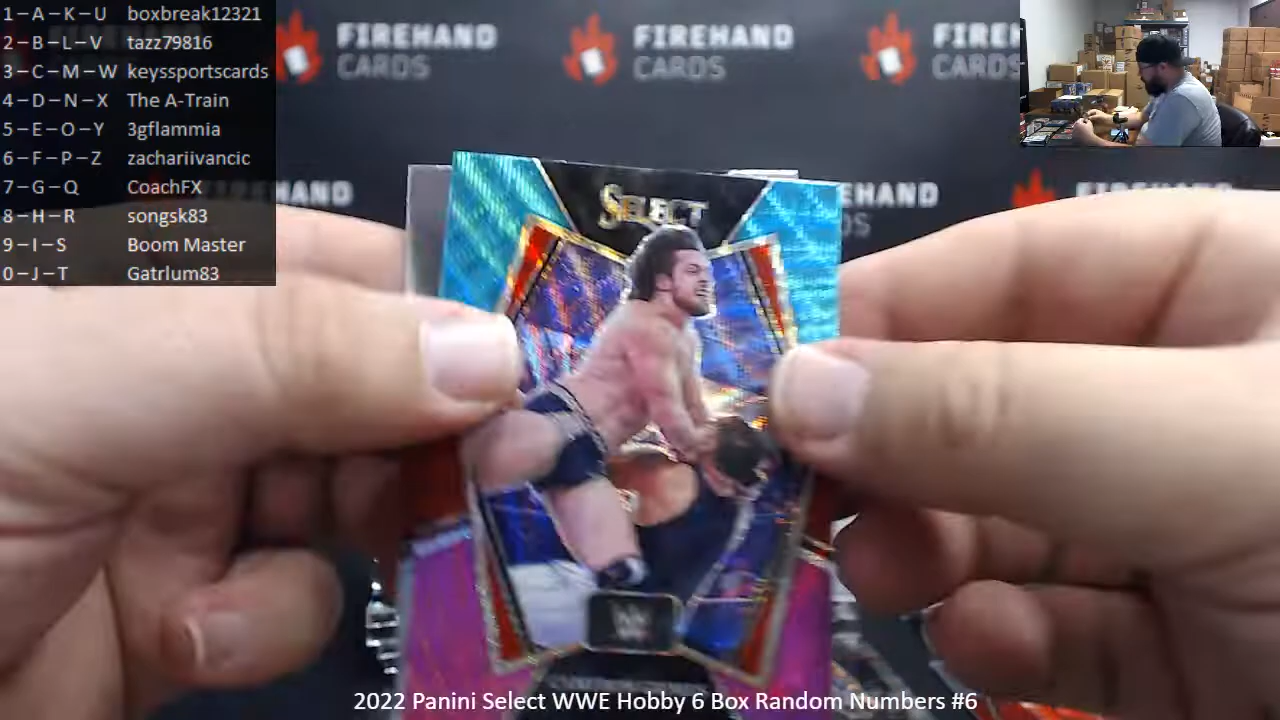 1-A-K-U boxbreak12321
2-B-L-V tazz79816
3-C-M-W keyssportscards
4-D-N-X The A-Train
5-E-O-Y 3gflammia
6-F-P-Z zachariivancic
7-G-Q CoachFX
8-H-R songsk83
9-I-S Boom Master
0-J-T Gatrlum83
FIREHAND CARDS
FIREHAND CARDS
FIREH CARDS
HAND
FIREHAND
SELECT
W
2022 Panini Select WWE Hobby 6 Box Random Numbers #6